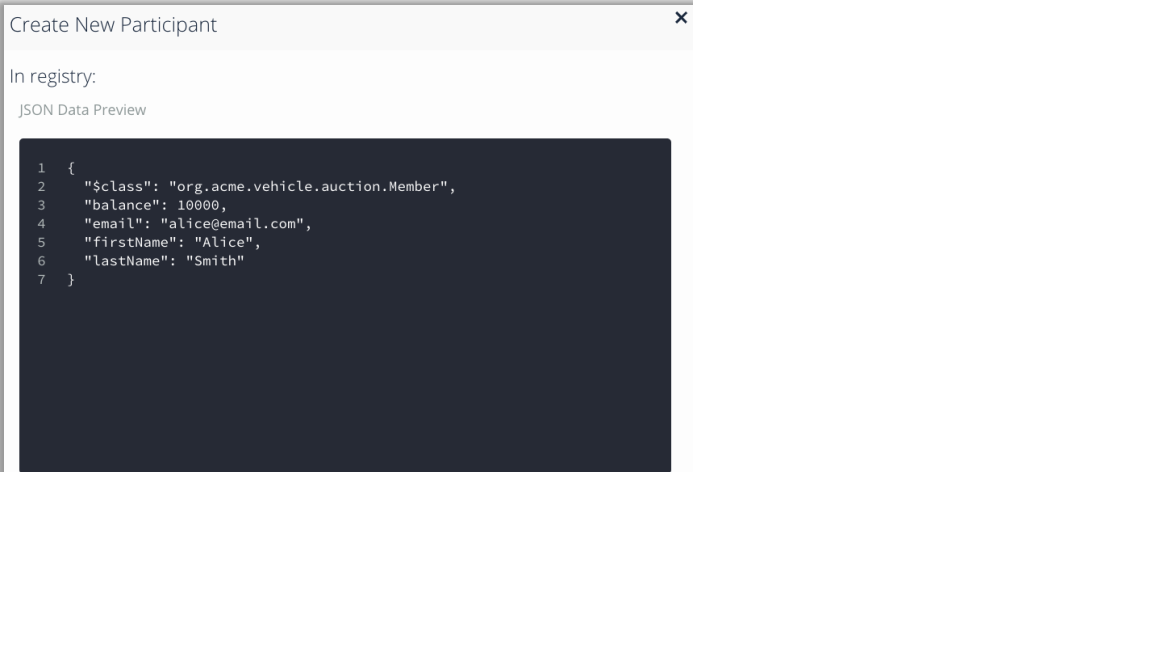 Create New Participant
×
In registry:
JSON Data Preview
1 {
2   "$class": "org.acme.vehicle.auction.Member",
3   "balance": 10000,
4   "email": "alice@email.com",
5   "firstName": "Alice",
6   "lastName": "Smith"
7 }